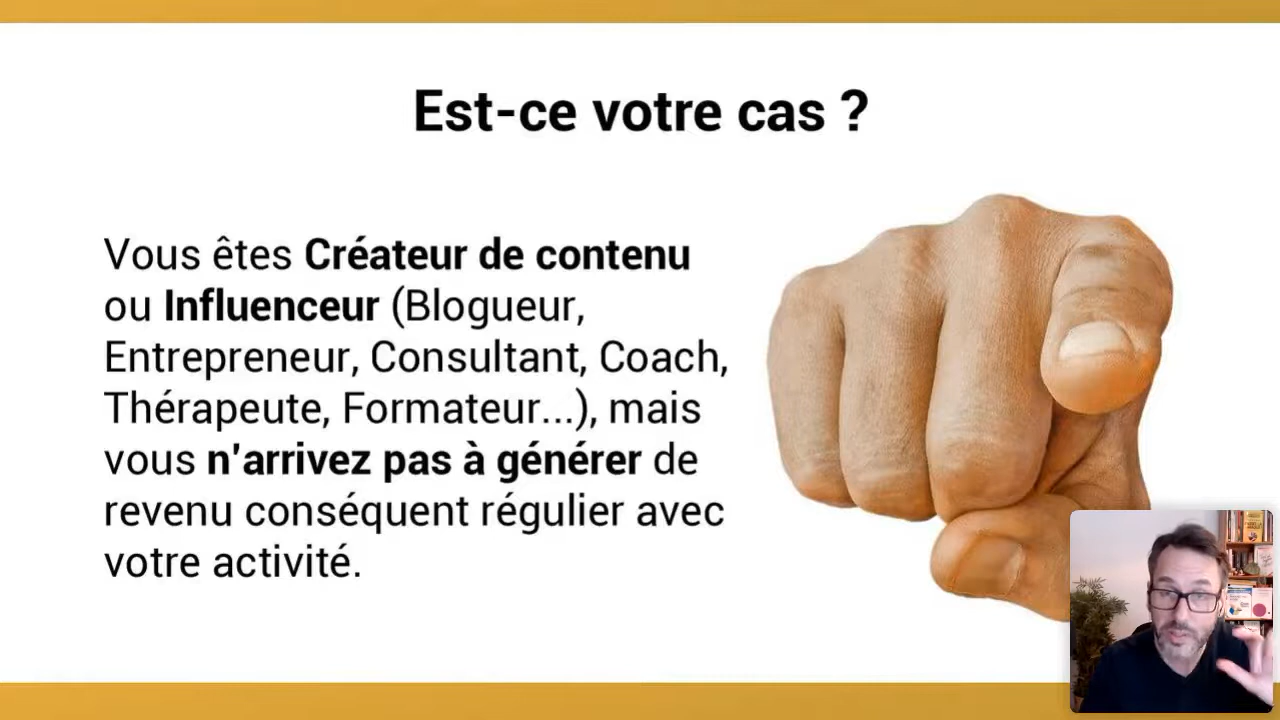 Est-ce votre cas ?
Vous êtes Créateur de contenu
ou Influenceur (Blogueur,
Entrepreneur, Consultant, Coach,
Thérapeute, Formateur...), mais
vous n'arrivez pas à générer de
revenu conséquent régulier avec
votre activité.